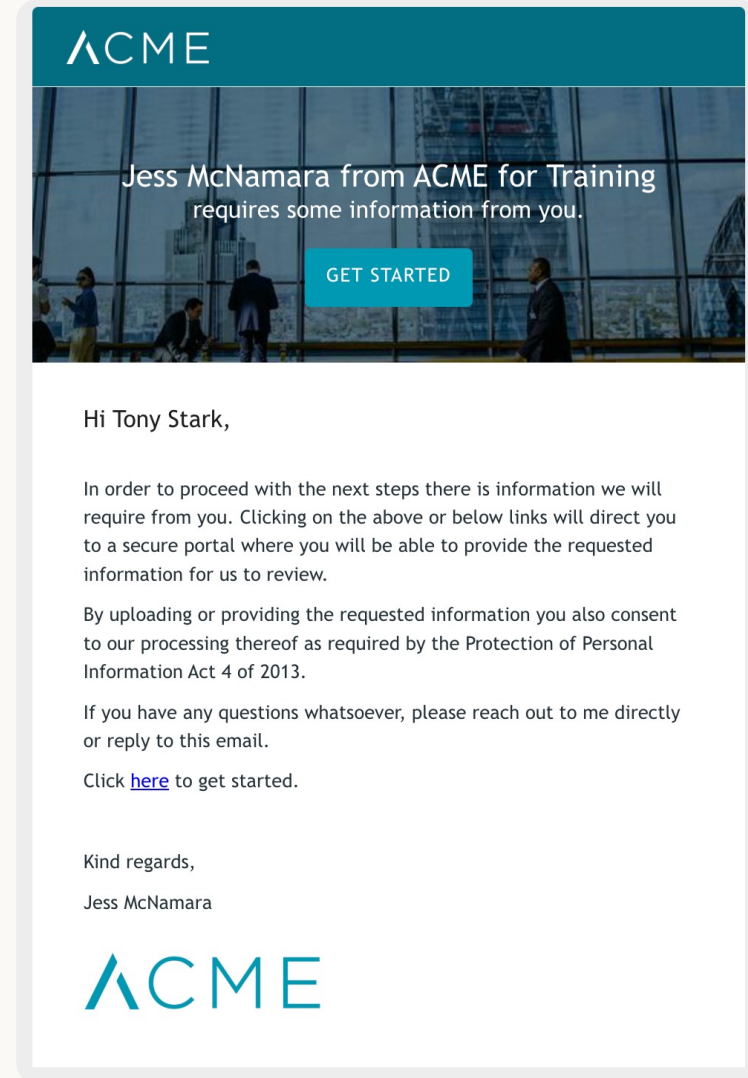 ACME
Jess McNamara from ACME for Training
requires some information from you.
GET STARTED
Hi Tony Stark,
In order to proceed with the next steps there is information we will
require from you. Clicking on the above or below links will direct you
to a secure portal where you will be able to provide the requested
information for us to review.
By uploading or providing the requested information you also consent
to our processing thereof as required by the Protection of Personal
Information Act 4 of 2013.
If you have any questions whatsoever, please reach out to me directly
or reply to this email.
Click here to get started.
Kind regards,
Jess McNamara
ACME